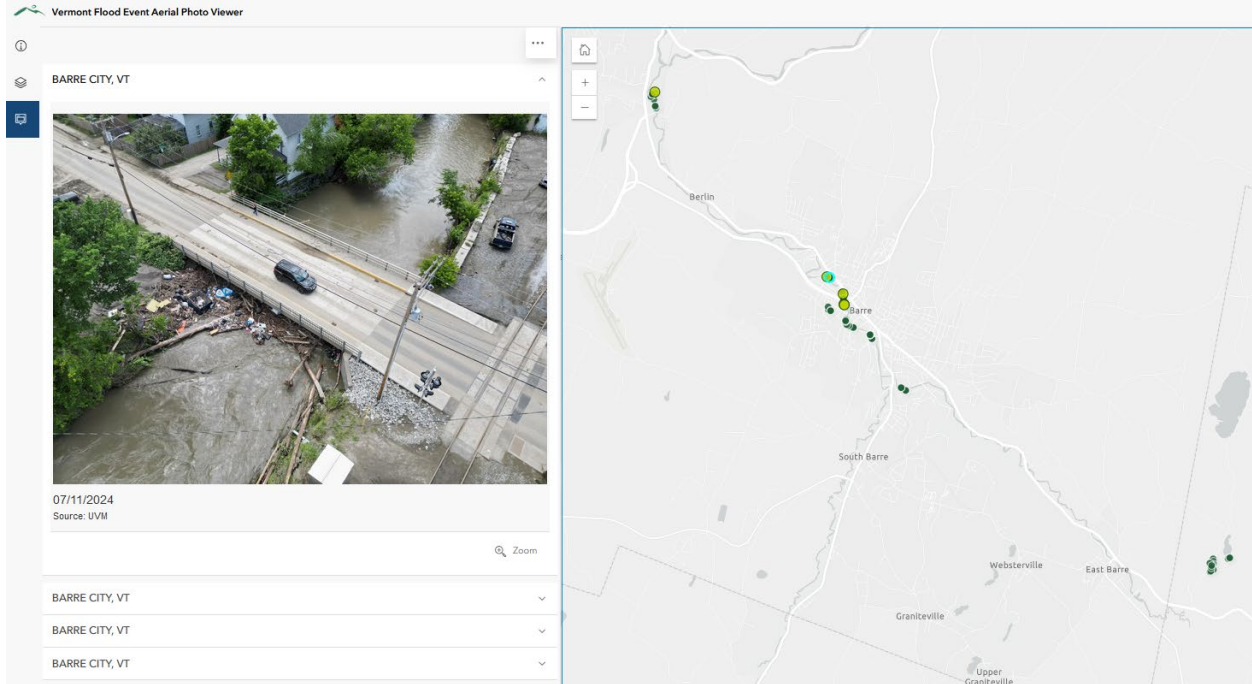 Vermont Flood Event Aerial Photo Viewer
BARRE CITY, VT
07/11/2024
Source: UVM
Zoom
BARRE CITY, VT
BARRE CITY, VT
BARRE CITY, VT
Berlin
Barre
South Barre
Websterville
East Barre
Graniteville
Upper
Graniteville